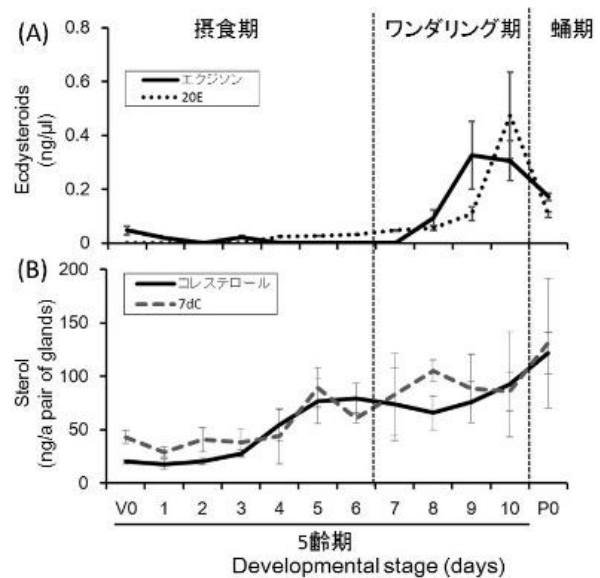 (A)
摂食期
ワンダリング期
蛹期
エクジソン
20E
Ecdysteroids
(ng/μl)
0.8
0.6
0.4
0.2
0
(B)
コレステロール
7dC
Sterol
(ng/a pair of glands)
200
150
100
50
0
V0 1 2 3 4 5 6 7 8 9 10 P0
5齢期
Developmental stage (days)